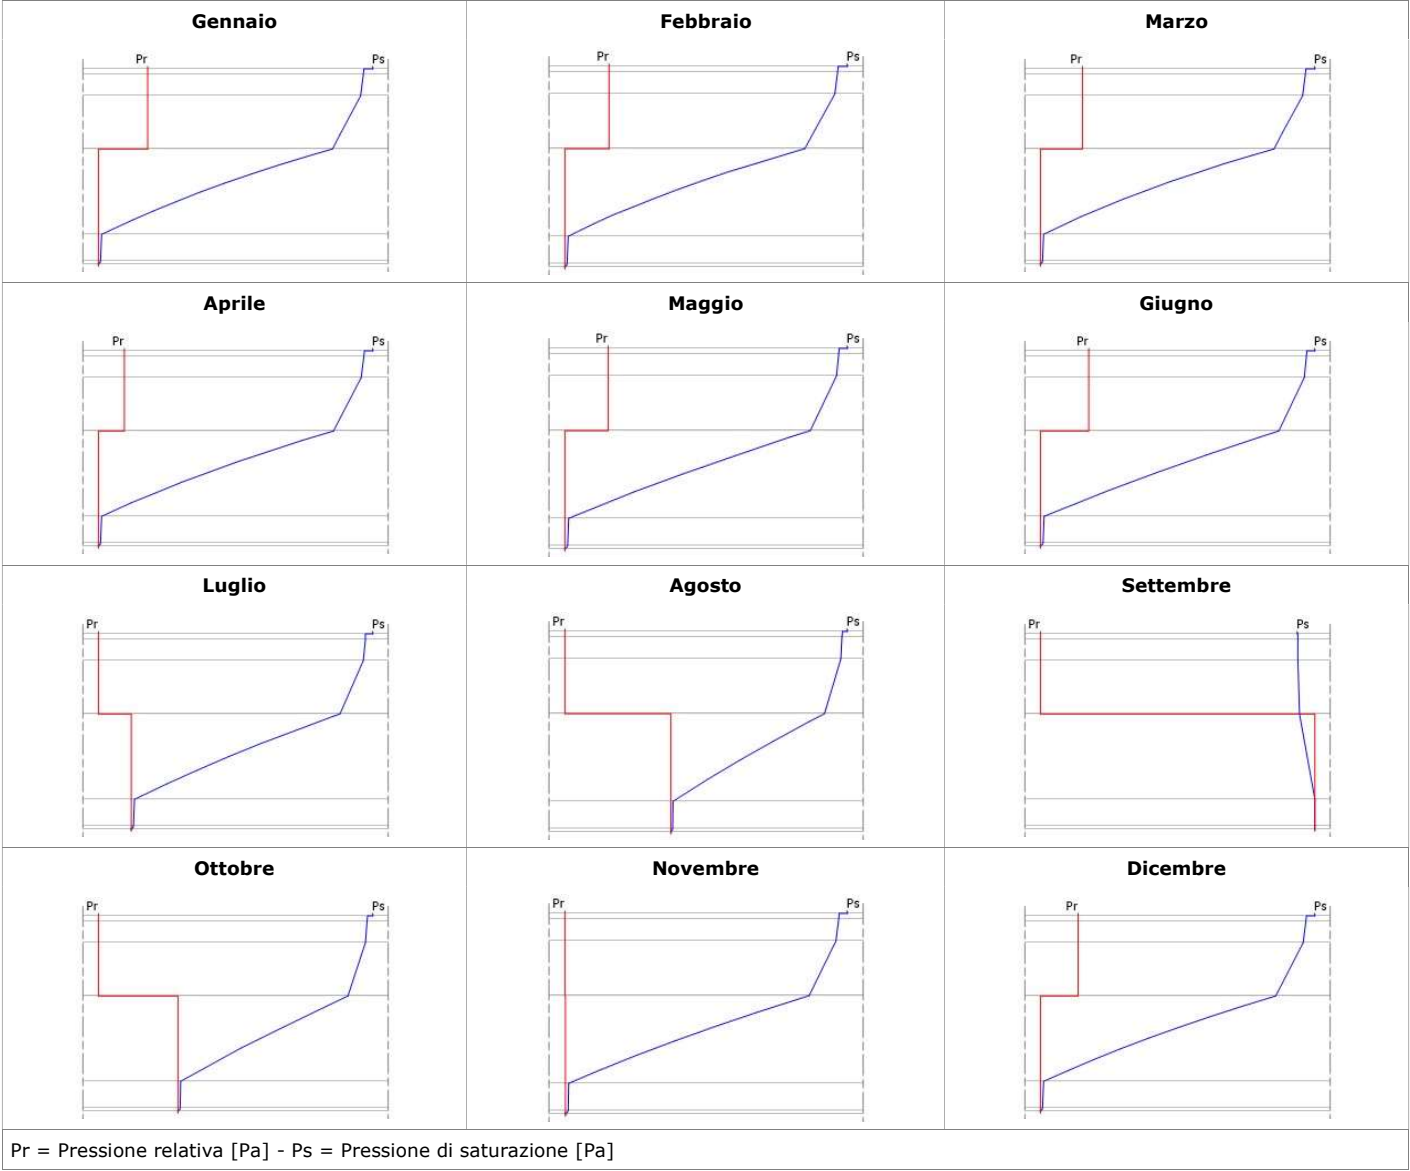 Gennaio
Febbraio
Marzo
Pr
Ps
Pr
Ps
Pr
Ps
Aprile
Maggio
Giugno
Pr
Ps
Pr
Ps
Pr
Ps
Luglio
Agosto
Settembre
Pr
Ps
Pr
Ps
Pr
Ps
Ottobre
Novembre
Dicembre
Pr
Ps
Pr
Ps
Pr
Ps
Pr = Pressione relativa [Pa] - Ps = Pressione di saturazione [Pa]